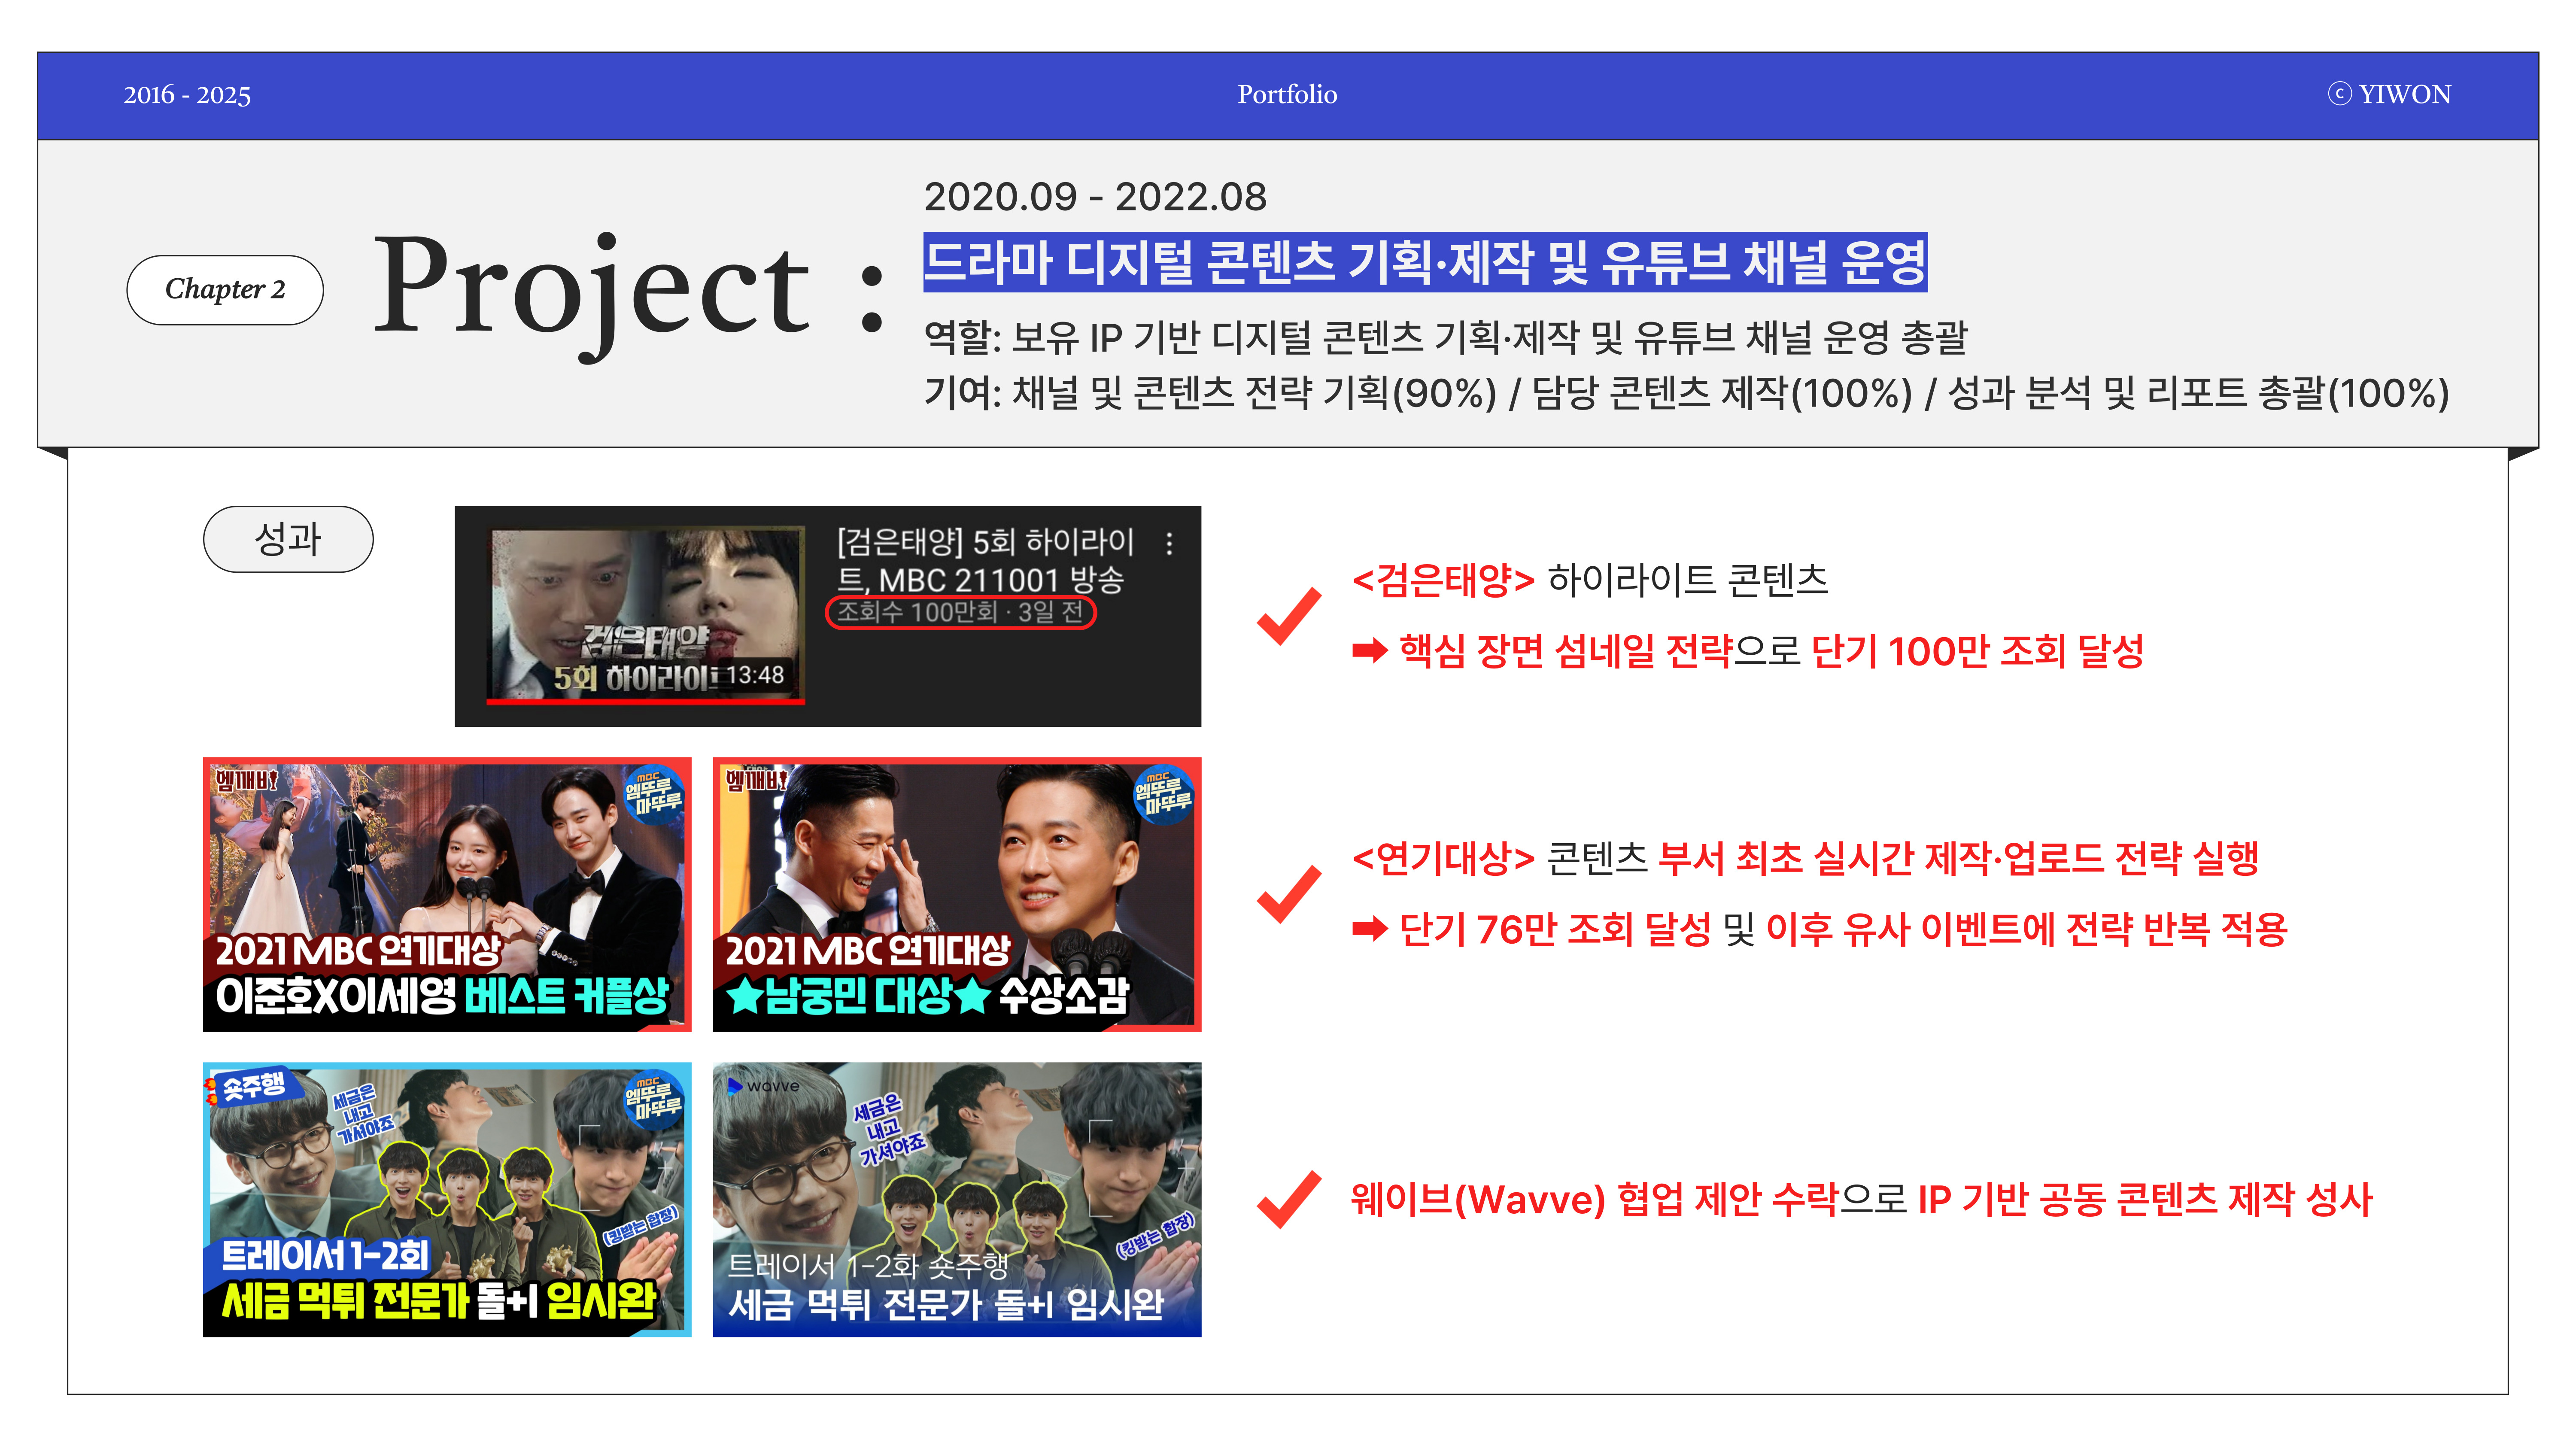 2016 - 2025
Portfolio
ⓒ YIWON
Chapter 2
Project :
2020.09 - 2022.08
드라마 디지털 콘텐츠 기획·제작 및 유튜브 채널 운영
역할: 보유 IP 기반 디지털 콘텐츠 기획·제작 및 유튜브 채널 운영 총괄
기여: 채널 및 콘텐츠 전략 기획(90%) / 담당 콘텐츠 제작(100%) / 성과 분석 및 리포트 총괄(100%)
성과
검은태양
5회 하이라이
13:48
[검은태양] 5회 하이라이
트, MBC 211001 방송
조회수 100만회 · 3일 전
<검은태양> 하이라이트 콘텐츠
➡ 핵심 장면 섬네일 전략으로 단기 100만 조회 달성
엠깨비
mbc
엠뚜루
마뚜루
2021 MBC 연기대상
이준호X이세영 베스트 커플상
엠깨비
mbc
엠뚜루
마뚜루
2021 MBC 연기대상
★남궁민 대상★ 수상소감
<연기대상> 콘텐츠 부서 최초 실시간 제작·업로드 전략 실행
➡ 단기 76만 조회 달성 및 이후 유사 이벤트에 전략 반복 적용
숏주행
세금은
내고
가셔야죠
mbc
엠뚜루
마뚜루
(킹받는 합장)
트레이서 1-2회
세금 먹튀 전문가 돌+I 임시완
wavve
세금은
내고
가셔야죠
(킹받는 합장)
트레이서 1-2화 숏주행
세금 먹튀 전문가 돌+I 임시완
웨이브(Wavve) 협업 제안 수락으로 IP 기반 공동 콘텐츠 제작 성사